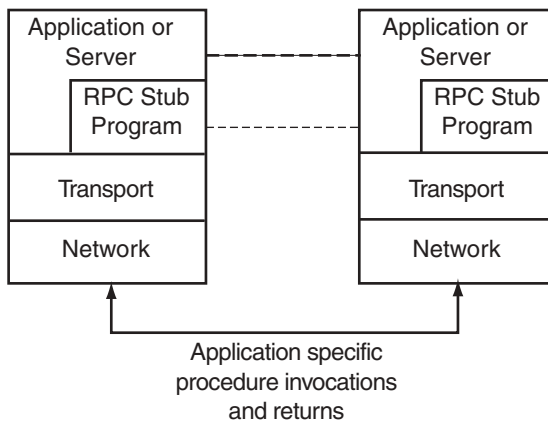 Application or
Server
RPC Stub
Program
Transport
Network
Application or
Server
RPC Stub
Program
Transport
Network
Application specific
procedure invocations
and returns